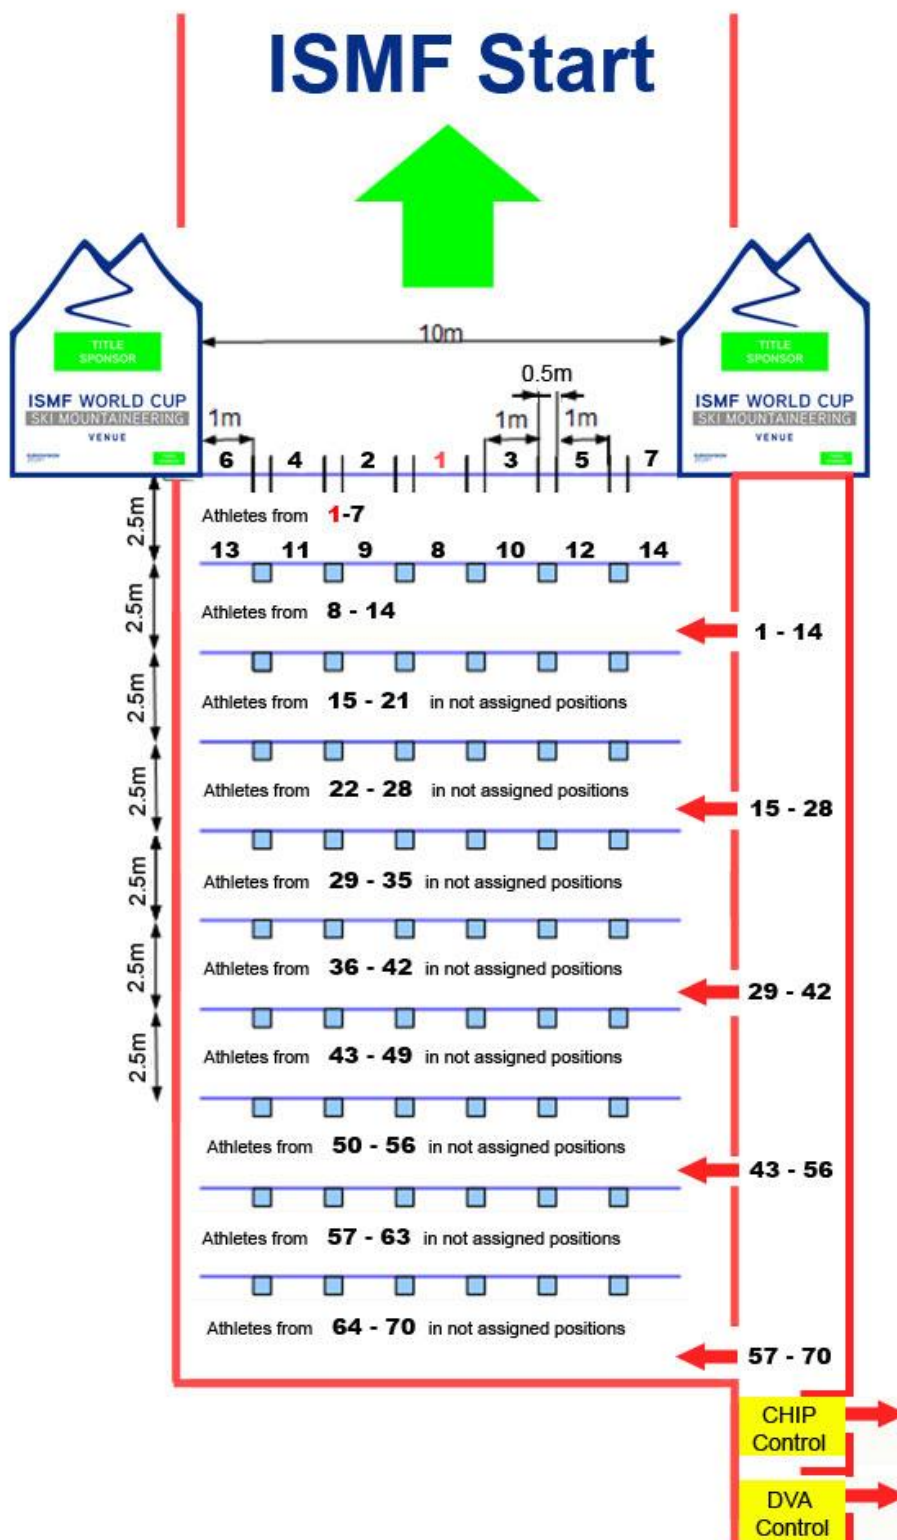 ISMF Start
10m
TITLE
SPONSOR
ISMF WORLD CUP
SKI MOUNTAINEERING
VENUE
TITLE
SPONSOR
ISMF WORLD CUP
SKI MOUNTAINEERING
VENUE
0.5m
1m 1m 1m
6 4 2 1 3 5 7
2.5m
Athletes from 1-7
13 11 9 8 10 12 14
2.5m
Athletes from 8 - 14
1 - 14
2.5m
Athletes from 15 - 21 in not assigned positions
2.5m
Athletes from 22 - 28 in not assigned positions
15 - 28
2.5m
Athletes from 29 - 35 in not assigned positions
2.5m
Athletes from 36 - 42 in not assigned positions
29 - 42
2.5m
Athletes from 43 - 49 in not assigned positions
Athletes from 50 - 56 in not assigned positions
43 - 56
Athletes from 57 - 63 in not assigned positions
Athletes from 64 - 70 in not assigned positions
57 - 70
CHIP
Control
DVA
Control